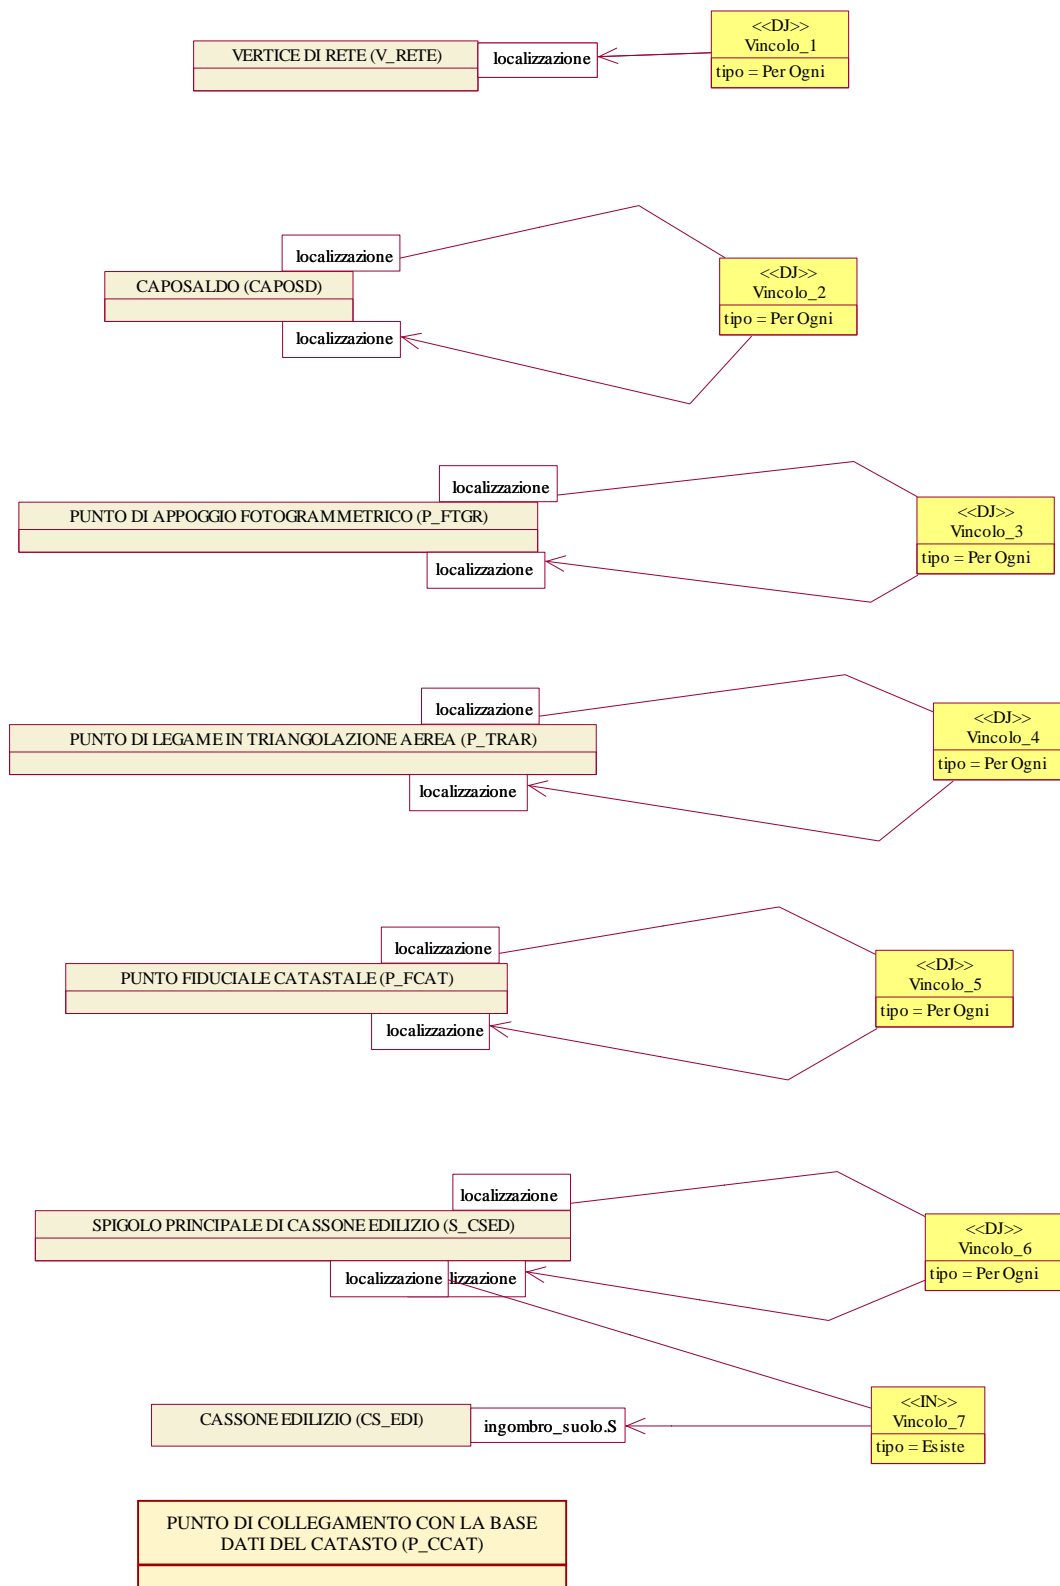 <<DJ>>
Vincolo_1
tipo = Per Ogni
VERTICE DI RETE (V_RETE)
localizzazione
localizzazione
CAPOSALDO (CAPOSD)
localizzazione
<<DJ>>
Vincolo_2
tipo = Per Ogni
localizzazione
PUNTO DI APPOGGIO FOTOGRAMMETRICO (P_FTGR)
localizzazione
<<DJ>>
Vincolo_3
tipo = Per Ogni
localizzazione
PUNTO DI LEGAME IN TRIANGOLAZIONE AEREA (P_TRAR)
localizzazione
<<DJ>>
Vincolo_4
tipo = Per Ogni
localizzazione
PUNTO FIDUCIALE CATASTALE (P_FCAT)
localizzazione
<<DJ>>
Vincolo_5
tipo = Per Ogni
localizzazione
SPIGOLO PRINCIPALE DI CASSONE EDILIZIO (S_CSED)
localizzazione
lizzazione
<<DJ>>
Vincolo_6
tipo = Per Ogni
CASSONE EDILIZIO (CS_EDI)
ingombro_suolo.S
<<IN>>
Vincolo_7
tipo = Esiste
PUNTO DI COLLEGAMENTO CON LA BASE
DATI DEL CATASTO (P_CCAT)